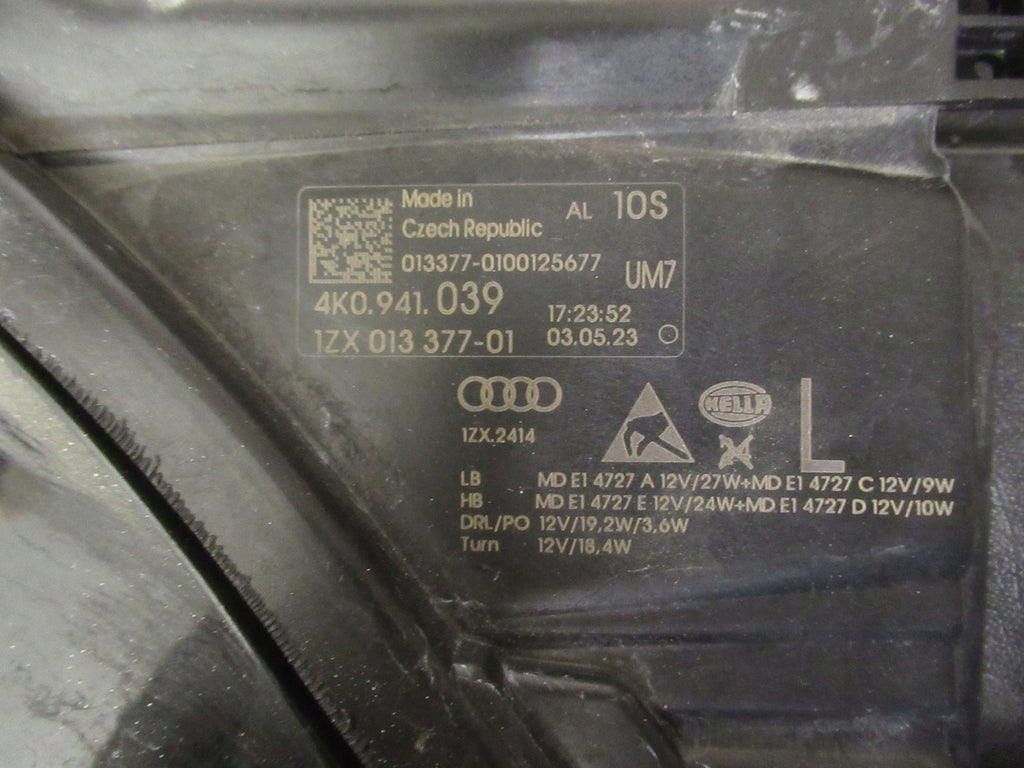 Made in
Czech Republic
AL 10S
013377-0100125677
UM7
4K0.941.039
17:23:52
1ZX 013 377-01
03.05.23
1ZX.2414
HELLA
L
LB MD E1 4727 A 12V/27W+MD E1 4727 C 12V/9W
HB MD E1 4727 E 12V/24W+MD E1 4727 D 12V/10W
DRL/PO 12V/19,2W/3,6W
Turn 12V/18,4W